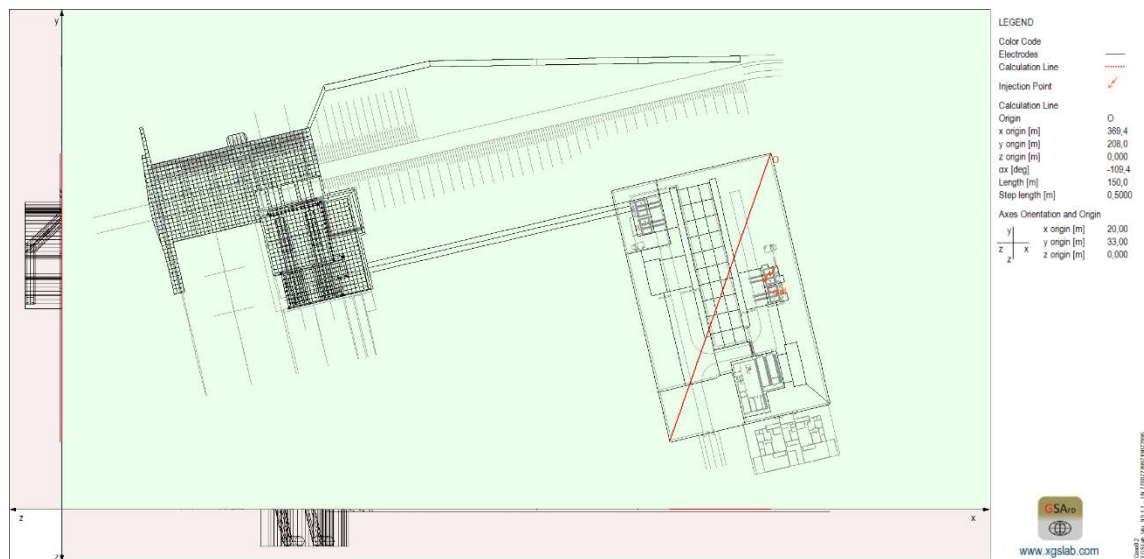 y
LEGEND
Color Code
Electrodes
Calculation Line
Injection Point
Calculation Line
Origin O
x origin [m] 369,4
y origin [m] 208,0
z origin [m] 0,000
αx [deg] -109,4
Length [m] 150,0
Step length [m] 0,5000
Axes Orientation and Origin
y x origin [m] 20,00
z x y origin [m] 33,00
z z origin [m] 0,000
O
z x
z
GSA FD
www.xgslab.com